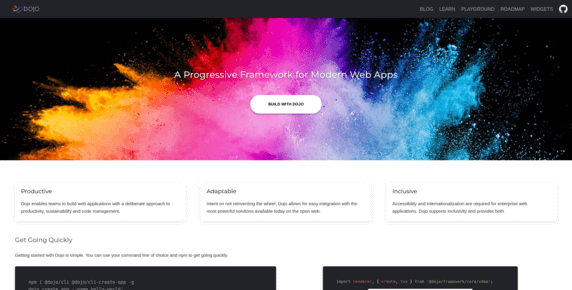 DOJO
BLOG LEARN PLAYGROUND ROADMAP WIDGETS
A Progressive Framework for Modern Web Apps
BUILD WITH DOJO
Productive
Dojo enables teams to build web applications with a deliberate approach to
productivity, sustainability and code management.
Adaptable
Intent on not reinventing the wheel, Dojo allows for easy integration with the
most powerful solutions available today on the open web.
Inclusive
Accessibility and internationalization are required for enterprise web
applications. Dojo supports inclusivity and provides both.
Get Going Quickly
Getting started with Dojo is simple. You can use your command line of choice and npm to get going quickly.
npm i @dojo/cli @dojo/cli-create-app -g
dojo create app --name hello-world
import renderer, { create, tsx } from '@dojo/framework/core/vdom';